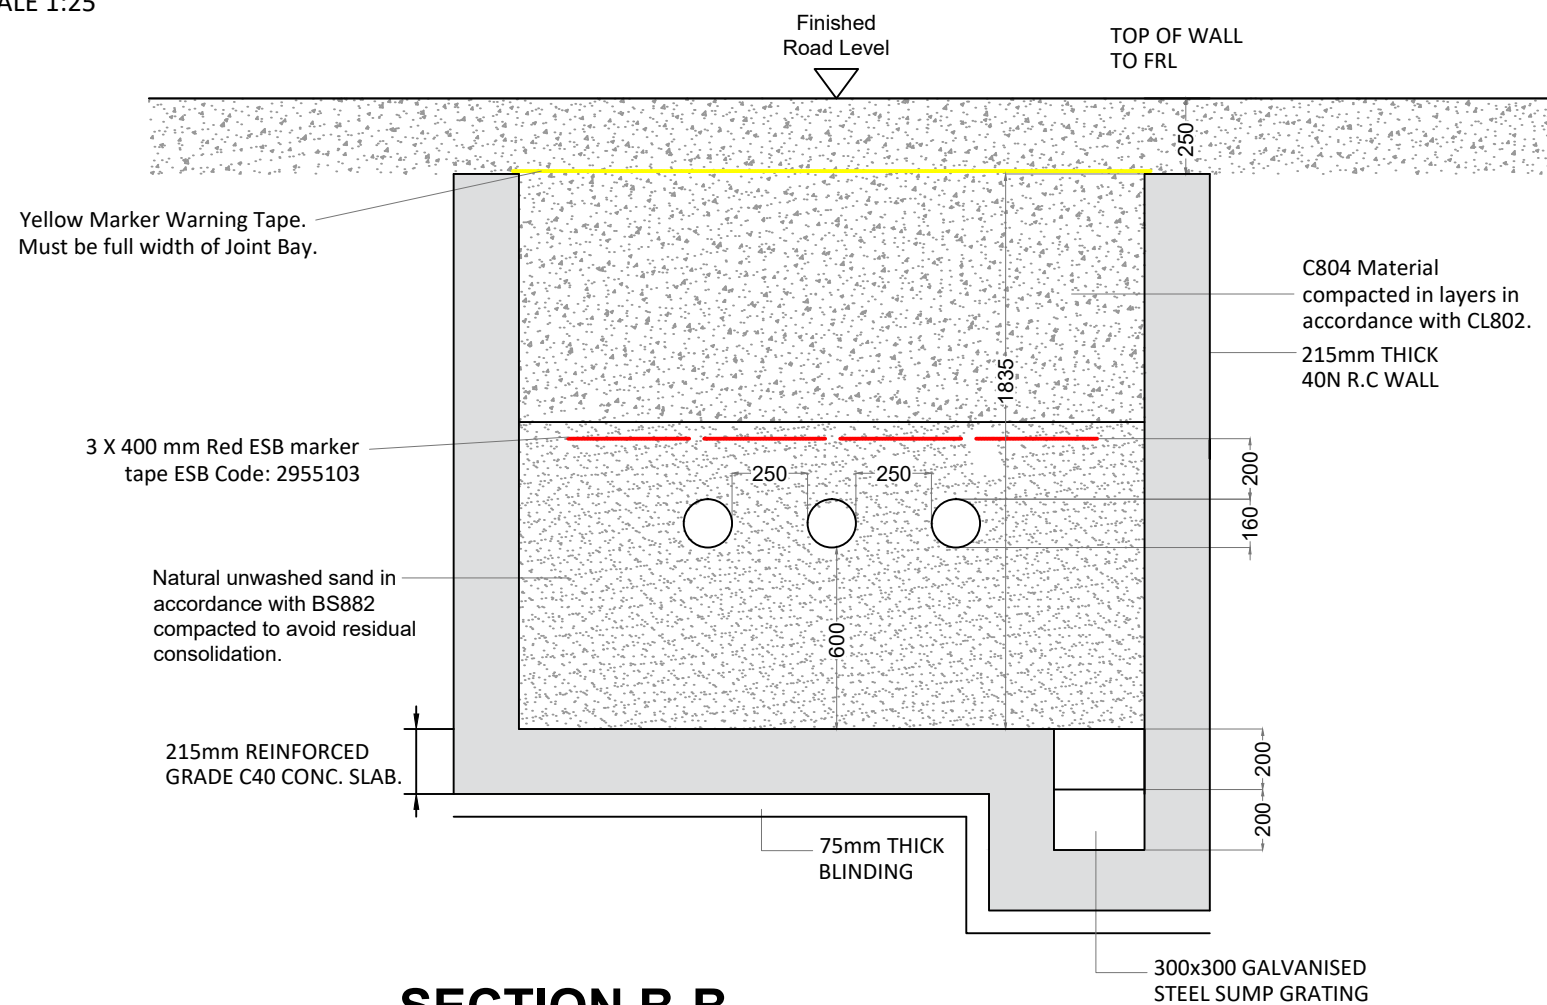 SCALE 1:25
Finished
Road Level
TOP OF WALL
TO FRL
250
Yellow Marker Warning Tape.
Must be full width of Joint Bay.
C804 Material
compacted in layers in
accordance with CL802.
215mm THICK
40N R.C WALL
1835
3 X 400 mm Red ESB marker
tape ESB Code: 2955103
250
250
200
160
Natural unwashed sand in
accordance with BS882
compacted to avoid residual
consolidation.
600
215mm REINFORCED
GRADE C40 CONC. SLAB.
200
200
75mm THICK
BLINDING
300x300 GALVANISED
STEEL SUMP GRATING
SECTION B-B